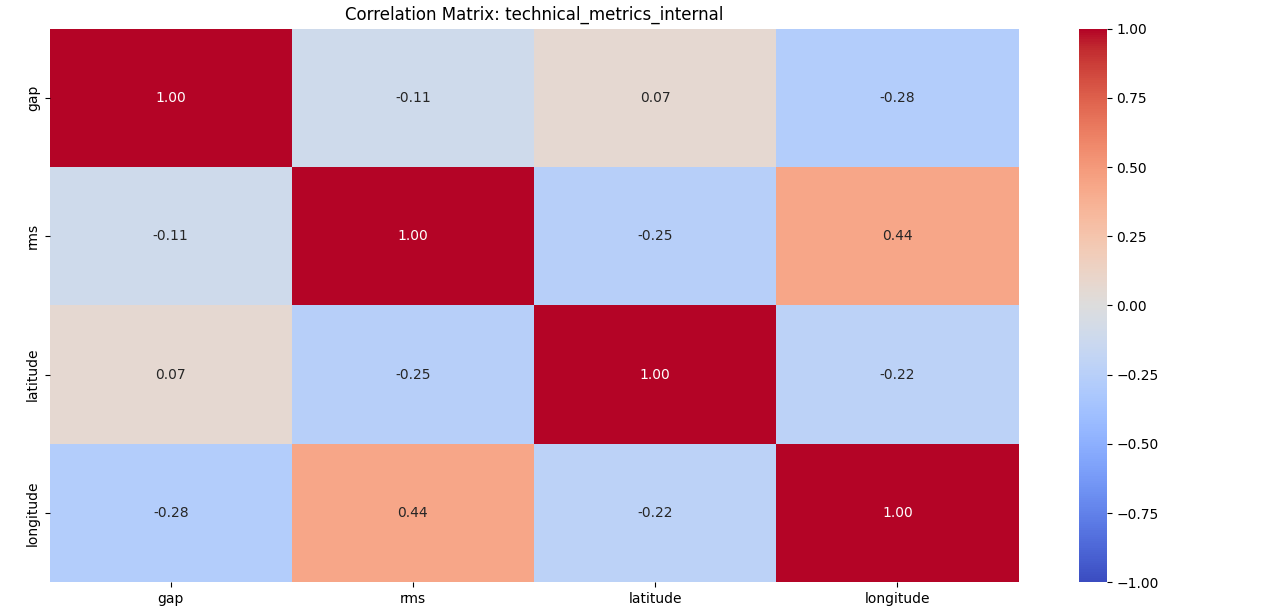 Correlation Matrix: technical_metrics_internal
gap
1.00
-0.11
0.07
-0.28
rms
-0.11
1.00
-0.25
0.44
latitude
0.07
-0.25
1.00
-0.22
longitude
-0.28
0.44
-0.22
1.00
gap
rms
latitude
longitude
1.00
0.75
0.50
0.25
0.00
−0.25
−0.50
−0.75
−1.00